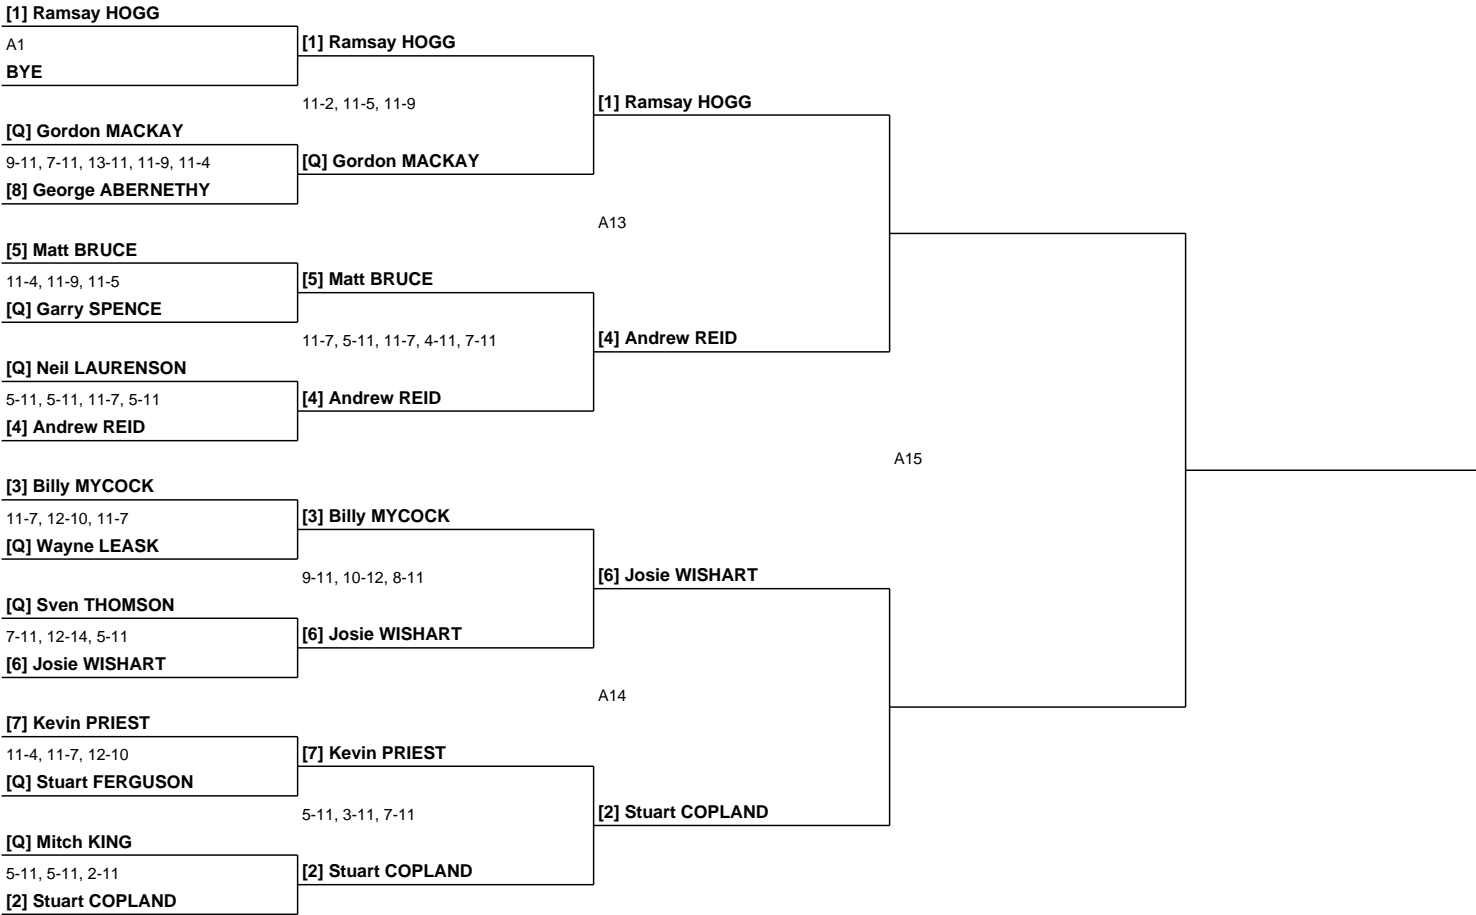 [1] Ramsay HOGG
A1
BYE
[Q] Gordon MACKAY
9-11, 7-11, 13-11, 11-9, 11-4
[8] George ABERNETHY
[5] Matt BRUCE
11-4, 11-9, 11-5
[Q] Garry SPENCE
[Q] Neil LAURENSON
5-11, 5-11, 11-7, 5-11
[4] Andrew REID
[3] Billy MYCOCK
11-7, 12-10, 11-7
[Q] Wayne LEASK
[Q] Sven THOMSON
7-11, 12-14, 5-11
[6] Josie WISHART
[7] Kevin PRIEST
11-4, 11-7, 12-10
[Q] Stuart FERGUSON
[Q] Mitch KING
5-11, 5-11, 2-11
[2] Stuart COPLAND
[1] Ramsay HOGG
11-2, 11-5, 11-9
[Q] Gordon MACKAY
[5] Matt BRUCE
11-7, 5-11, 11-7, 4-11, 7-11
[4] Andrew REID
[3] Billy MYCOCK
9-11, 10-12, 8-11
[6] Josie WISHART
[7] Kevin PRIEST
5-11, 3-11, 7-11
[2] Stuart COPLAND
[1] Ramsay HOGG
A13
[4] Andrew REID
[6] Josie WISHART
A14
[2] Stuart COPLAND
A15